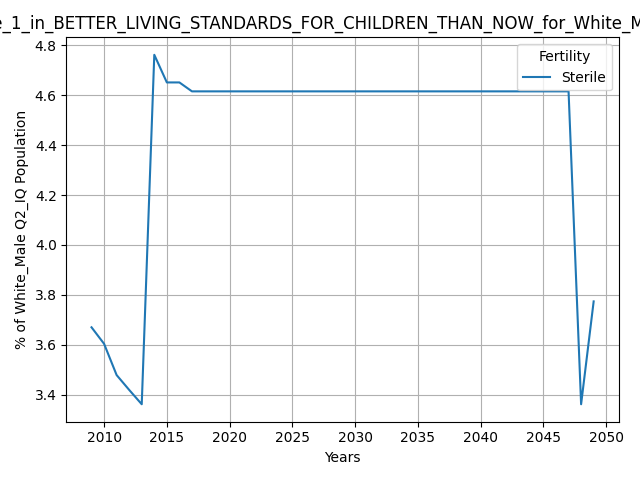 _1_in_BETTER_LIVING_STANDARDS_FOR_CHILDREN_THAN_NOW_for_White_M
Fertility
Sterile
% of White_Male Q2_IQ Population
4.8
4.6
4.4
4.2
4.0
3.8
3.6
3.4
2010 2015 2020 2025 2030 2035 2040 2045 2050
Years